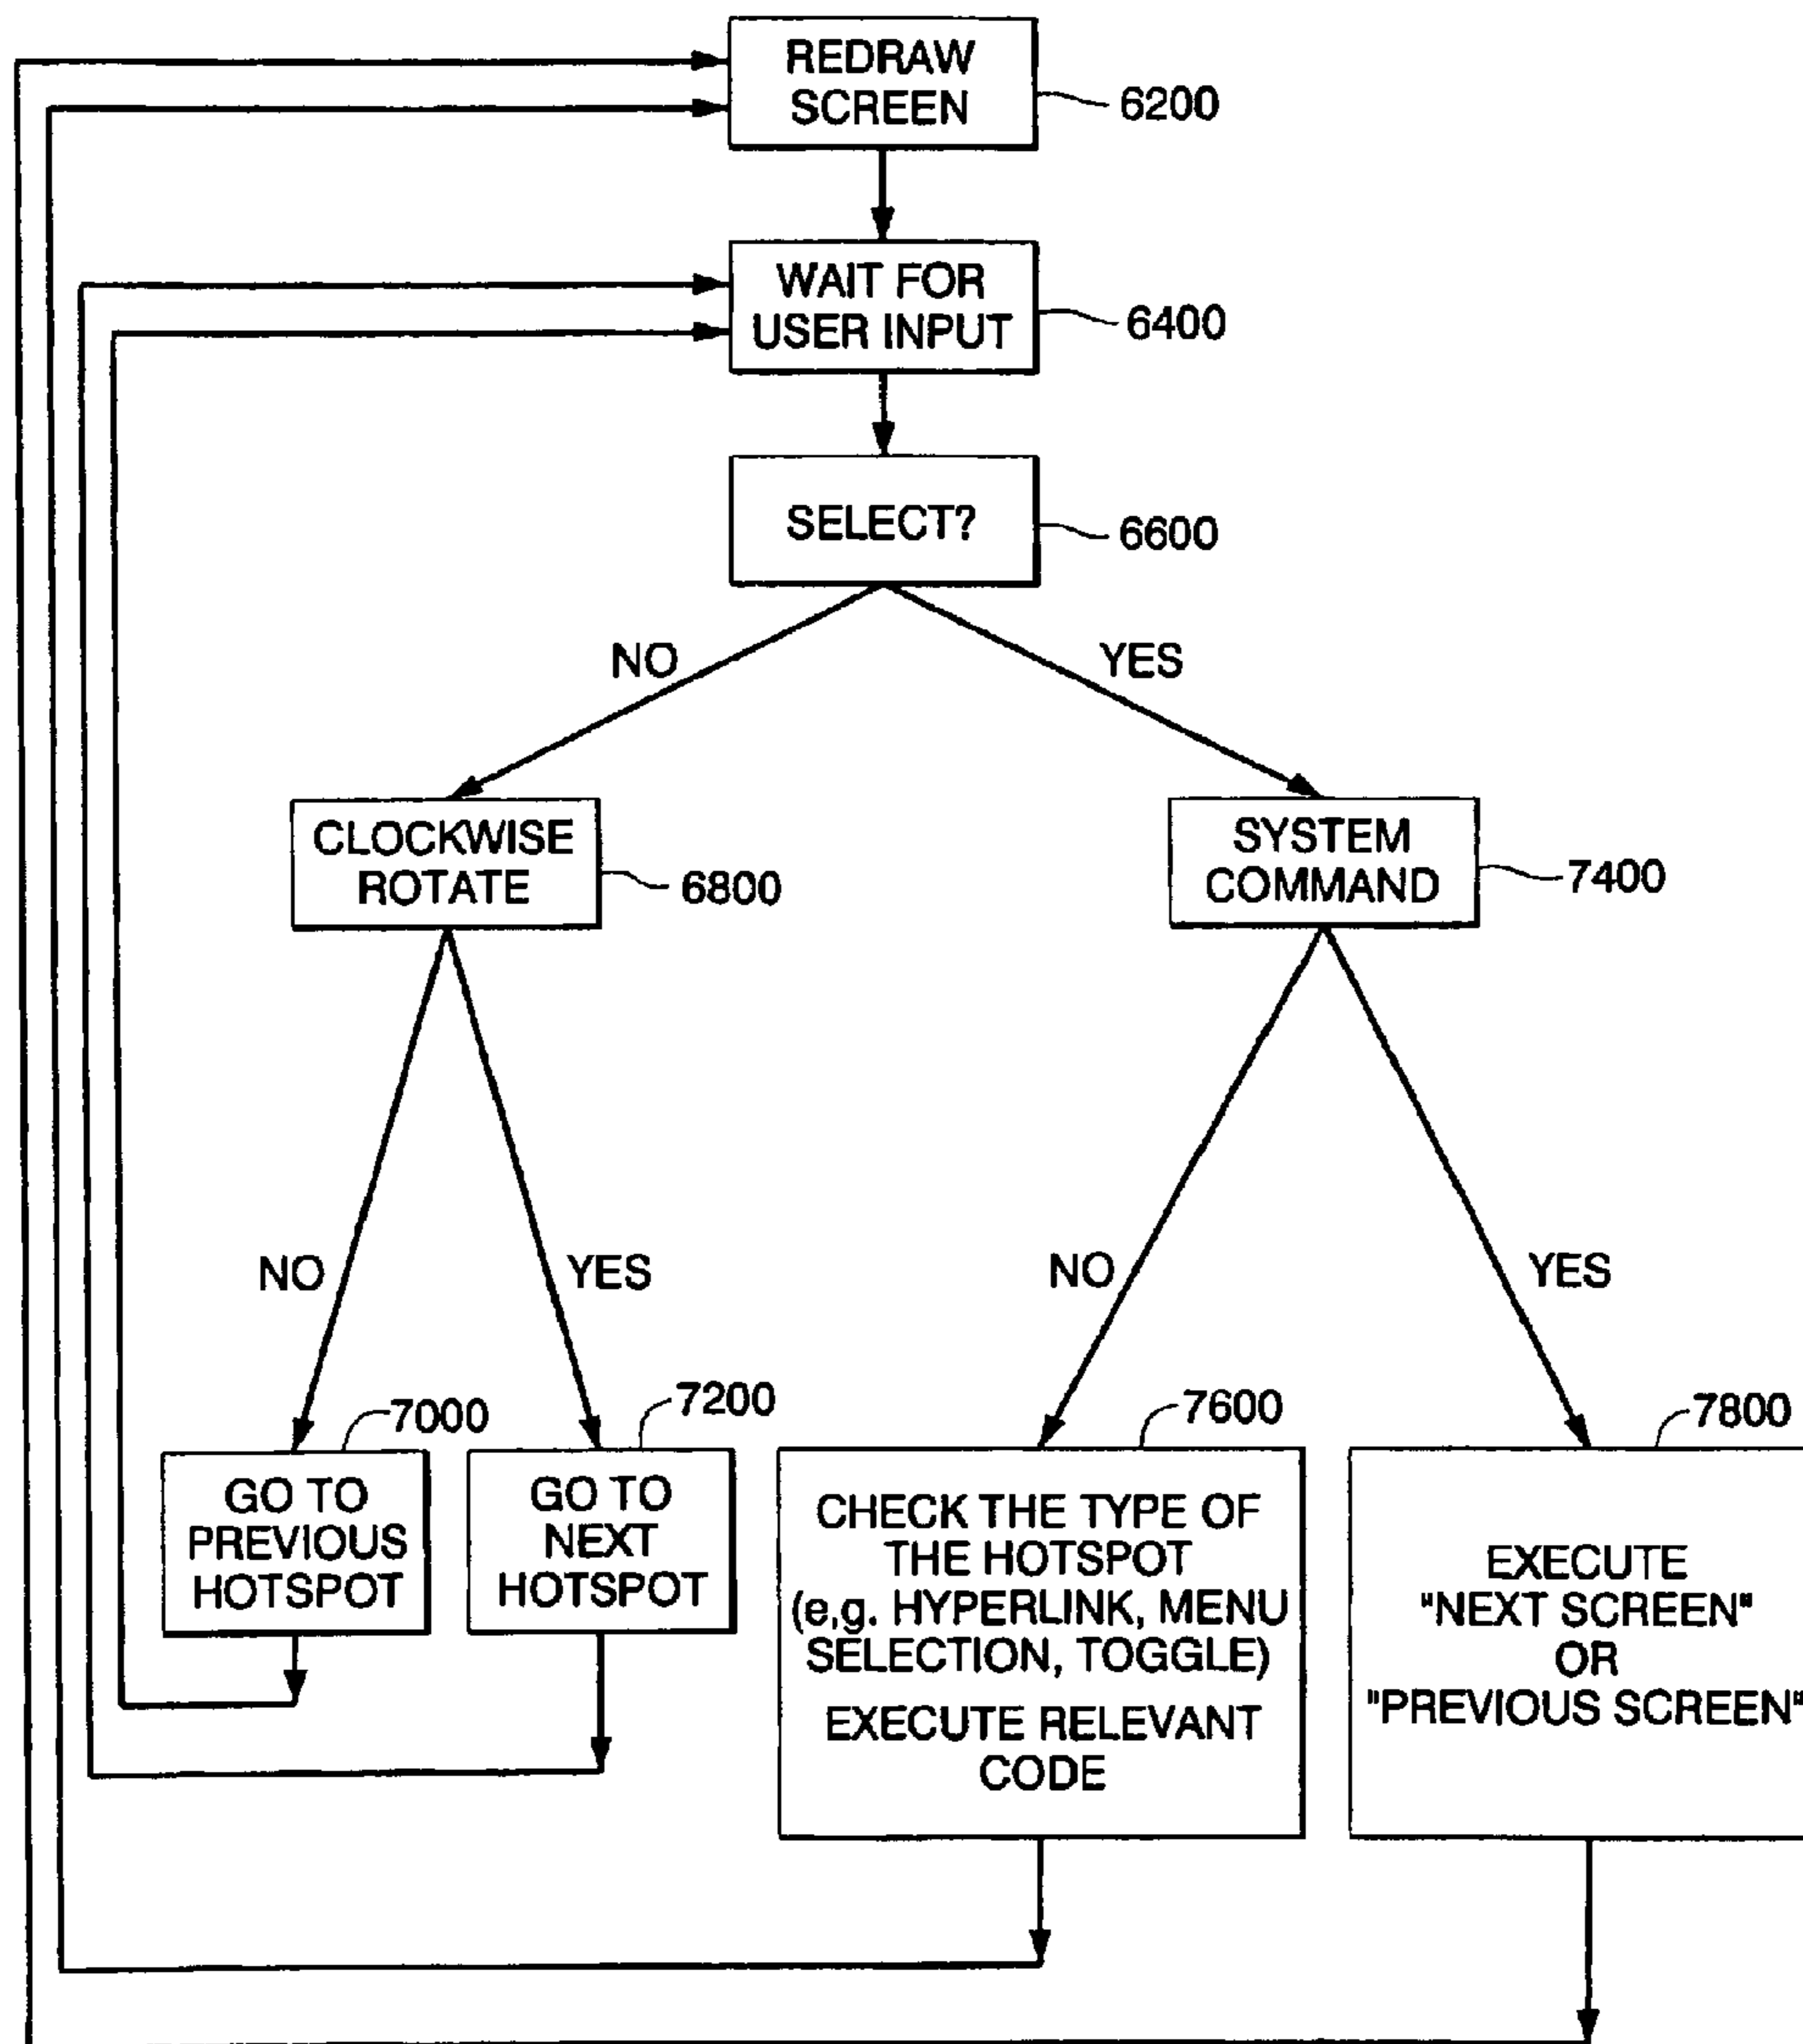 REDRAW
SCREEN
6200
WAIT FOR
USER INPUT
6400
SELECT?
6600
NO
YES
CLOCKWISE
ROTATE
6800
SYSTEM
COMMAND
7400
NO
YES
NO
YES
7000
7200
7600
7800
GO TO
PREVIOUS
HOTSPOT
GO TO
NEXT
HOTSPOT
CHECK THE TYPE OF
THE HOTSPOT
(e,g. HYPERLINK, MENU
SELECTION, TOGGLE)
EXECUTE RELEVANT
CODE
EXECUTE
"NEXT SCREEN"
OR
"PREVIOUS SCREEN"